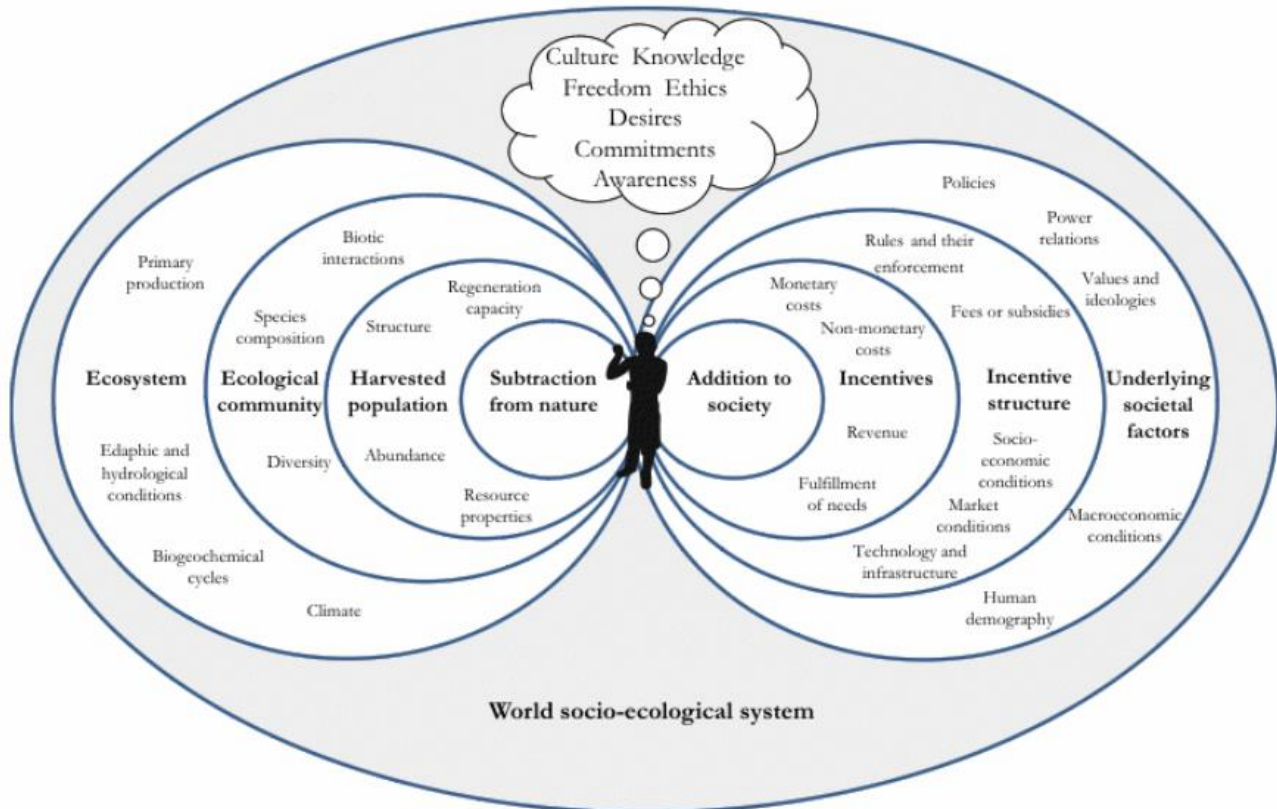 Culture Knowledge
Freedom Ethics
Desires
Commitments
Awareness
Primary
production
Ecosystem
Edaphic and
hydrological
conditions
Biogeochemical
cycles
Climate
Biotic
interactions
Species
composition
Ecological
community
Diversity
Regeneration
capacity
Structure
Harvested
population
Abundance
Resource
properties
Subtraction
from nature
Addition to
society
Monetary
costs
Non-monetary
costs
Incentives
Revenue
Fulfillment
of needs
Rules and their
enforcement
Fees or subsidies
Incentive
structure
Socio-
economic
conditions
Market
conditions
Technology and
infrastructure
Policies
Power
relations
Values and
ideologies
Underlying
societal
factors
Macroeconomic
conditions
Human
demography
World socio-ecological system